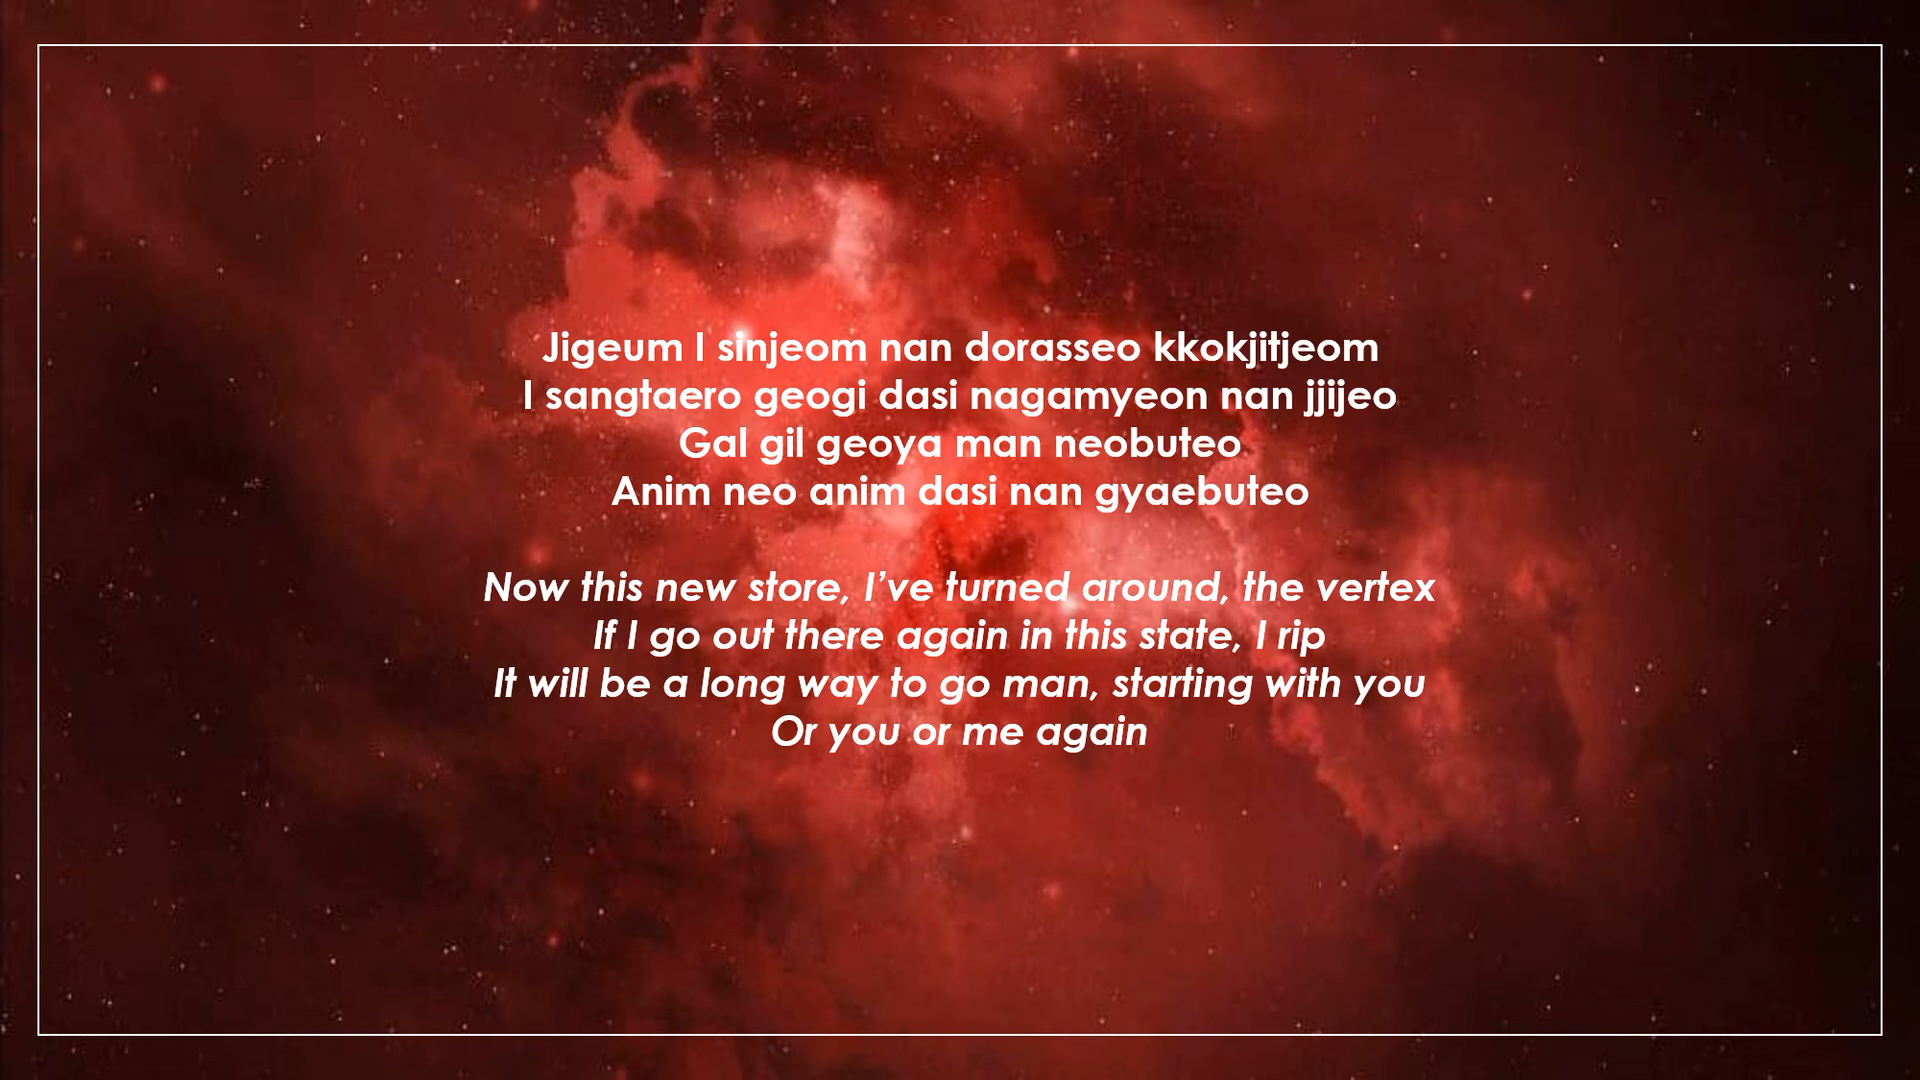 Jigeum I sinjeom nan dorasseo kkokjitjeom
I sangtaero geogi dasi nagamyeon nan jjijeo
Gal gil geoya man neobuteo
Anim neo anim dasi nan gyaebuteo
Now this new store, I’ve turned around, the vertex
If I go out there again in this state, I rip
It will be a long way to go man, starting with you
Or you or me again